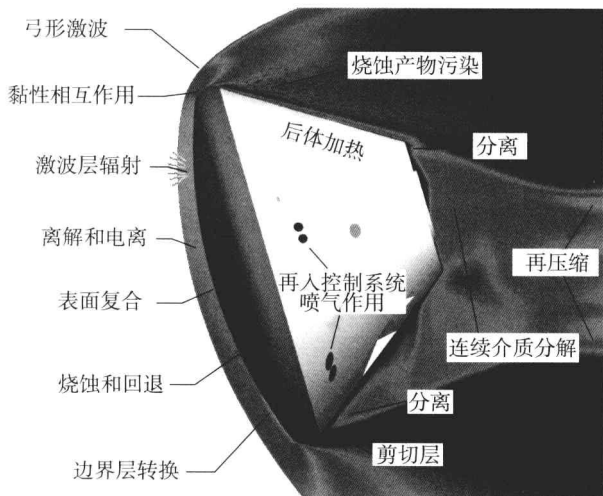 弓形激波
烧蚀产物污染
黏性相互作用
后体加热
分离
激波层辐射
离解和电离
再压缩
再入控制系统
喷气作用
表面复合
连续介质分解
烧蚀和回退
分离
剪切层
边界层转换